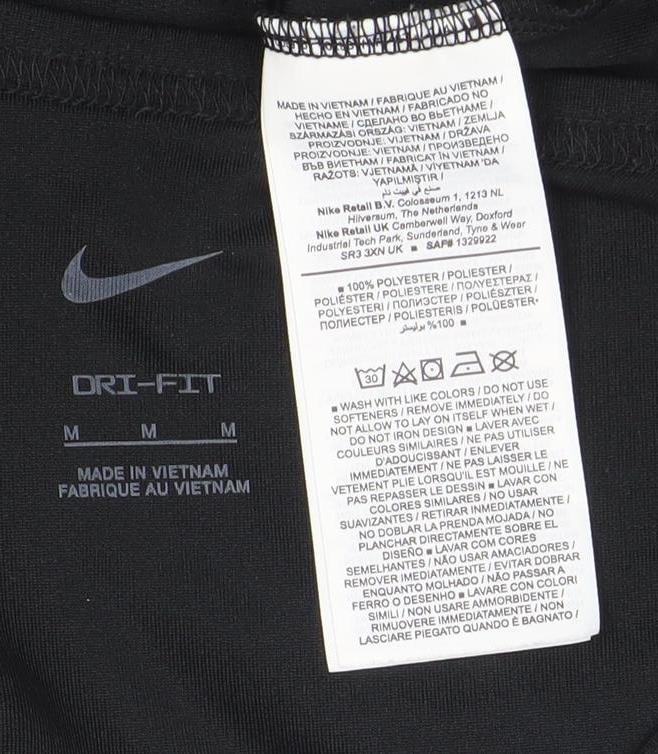 MADE IN VIETNAM / FABRIQUE AU VIETNAM /
HECHO EN VIETNAM / FABRICADO NO
VIETNAME / СДЕЛАНО ВО ВЬЕТНАМЕ /
SZÁRMAZÁSI ORSZÁG: VIETNAM / ZEMLJA
PROIZVODNJE: VIJETNAM / DRŽAVA
PROIZVODNJE: VIETNAM / ПРОИЗВЕДЕНО
ВЪВ ВИЕТНАМ / FABRICAT ÎN VIETNAM /
RAŽOTS: VJETNAMĀ / VİYETNAM 'DA
YAPILMIŞTIR /
صنع في فييت نام
Nike Retail B.V. Colosseum 1, 1213 NL
Hilversum, The Netherlands
Nike Retail UK Camberwell Way, Doxford
Industrial Tech Park, Sunderland, Tyne & Wear
SR3 3XN UK ■ SAP# 1329922
■ 100% POLYESTER / POLIESTER /
POLIÉSTER / POLIESTERE / ΠΟΛΥΕΣΤΕΡΑΣ /
POLYESTERI / ПОЛИЭСТЕР / POLIÉSZTER /
ПОЛИЕСТЕР / POLIESTERIS / POLÜESTER•
%100 بوليستر ■
30
■ WASH WITH LIKE COLORS / DO NOT USE
SOFTENERS / REMOVE IMMEDIATELY / DO
NOT ALLOW TO LAY ON ITSELF WHEN WET /
DO NOT IRON DESIGN ■ LAVER AVEC
COULEURS SIMILAIRES / NE PAS UTILISER
D'ADOUCISSANT / ENLEVER
IMMEDIATEMENT / NE PAS LAISSER LE
VETEMENT PLIE LORSQU'IL EST MOUILLE / NE
PAS REPASSER LE DESSIN ■ LAVAR CON
COLORES SIMILARES / NO USAR
SUAVIZANTES / RETIRAR INMEDIATAMENTE /
NO DOBLAR LA PRENDA MOJADA / NO
PLANCHAR DIRECTAMENTE SOBRE EL
DISEÑO ■ LAVAR COM CORES
SEMELHANTES / NÃO USAR AMACIADORES /
REMOVER IMEDIATAMENTE / EVITAR DOBRAR
ENQUANTO MOLHADO / NÃO PASSAR A
FERRO O DESENHO ■ LAVARE CON COLORI
SIMILI / NON USARE AMMORBIDENTE /
RIMUOVERE IMMEDIATAMENTE / NON
LASCIARE PIEGATO QUANDO È BAGNATO /
DRI-FIT
M M M
MADE IN VIETNAM
FABRIQUE AU VIETNAM